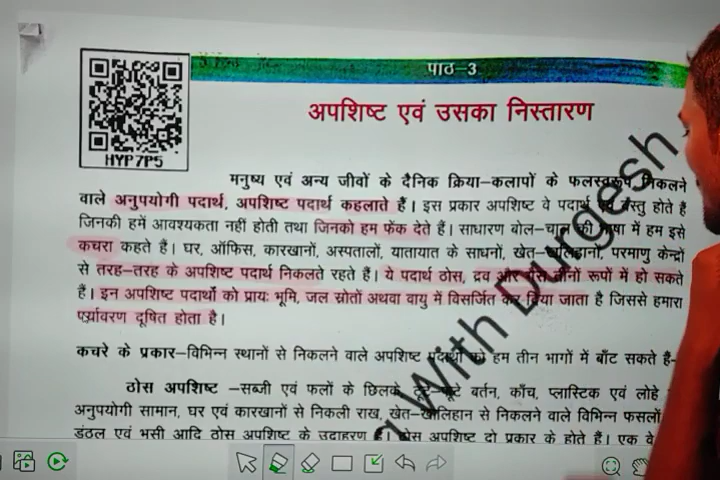 पाठ-3
अपशिष्ट एवं उसका निस्तारण
HYP7P5
मनुष्य एवं अन्य जीवों के दैनिक क्रिया-कलापों के फलस्वरूप निकलने
वाले अनुपयोगी पदार्थ, अपशिष्ट पदार्थ कहलाते हैं। इस प्रकार अपशिष्ट वे पदार्थ एवं वस्तु होते हैं
जिनकी हमें आवश्यकता नहीं होती तथा जिनको हम फेंक देते हैं। साधारण बोल-चाल की भाषा में हम इसे
कचरा कहते हैं। घर, ऑफिस, कारखानों, अस्पतालों, यातायात के साधनों, खेत-खलिहानों, परमाणु केन्द्रों
से तरह-तरह के अपशिष्ट पदार्थ निकलते रहते हैं। ये पदार्थ ठोस, द्रव और गैस तीनों रूपों में हो सकते
हैं। इन अपशिष्ट पदार्थों को प्रायः भूमि, जल स्रोतों अथवा वायु में विसर्जित कर दिया जाता है जिससे हमारा
पर्यावरण दूषित होता है।
कचरे के प्रकार-विभिन्न स्थानों से निकलने वाले अपशिष्ट पदार्थों को हम तीन भागों में बाँट सकते हैं-
ठोस अपशिष्ट -सब्जी एवं फलों के छिलके, टूटे-फूटे बर्तन, काँच, प्लास्टिक एवं लोहे
अनुपयोगी सामान, घर एवं कारखानों से निकली राख, खेत-खलिहान से निकलने वाले विभिन्न फसलों
डंठल एवं भूसी आदि ठोस अपशिष्ट के उदाहरण हैं। ठोस अपशिष्ट दो प्रकार के होते हैं। एक वे
With Durgesh